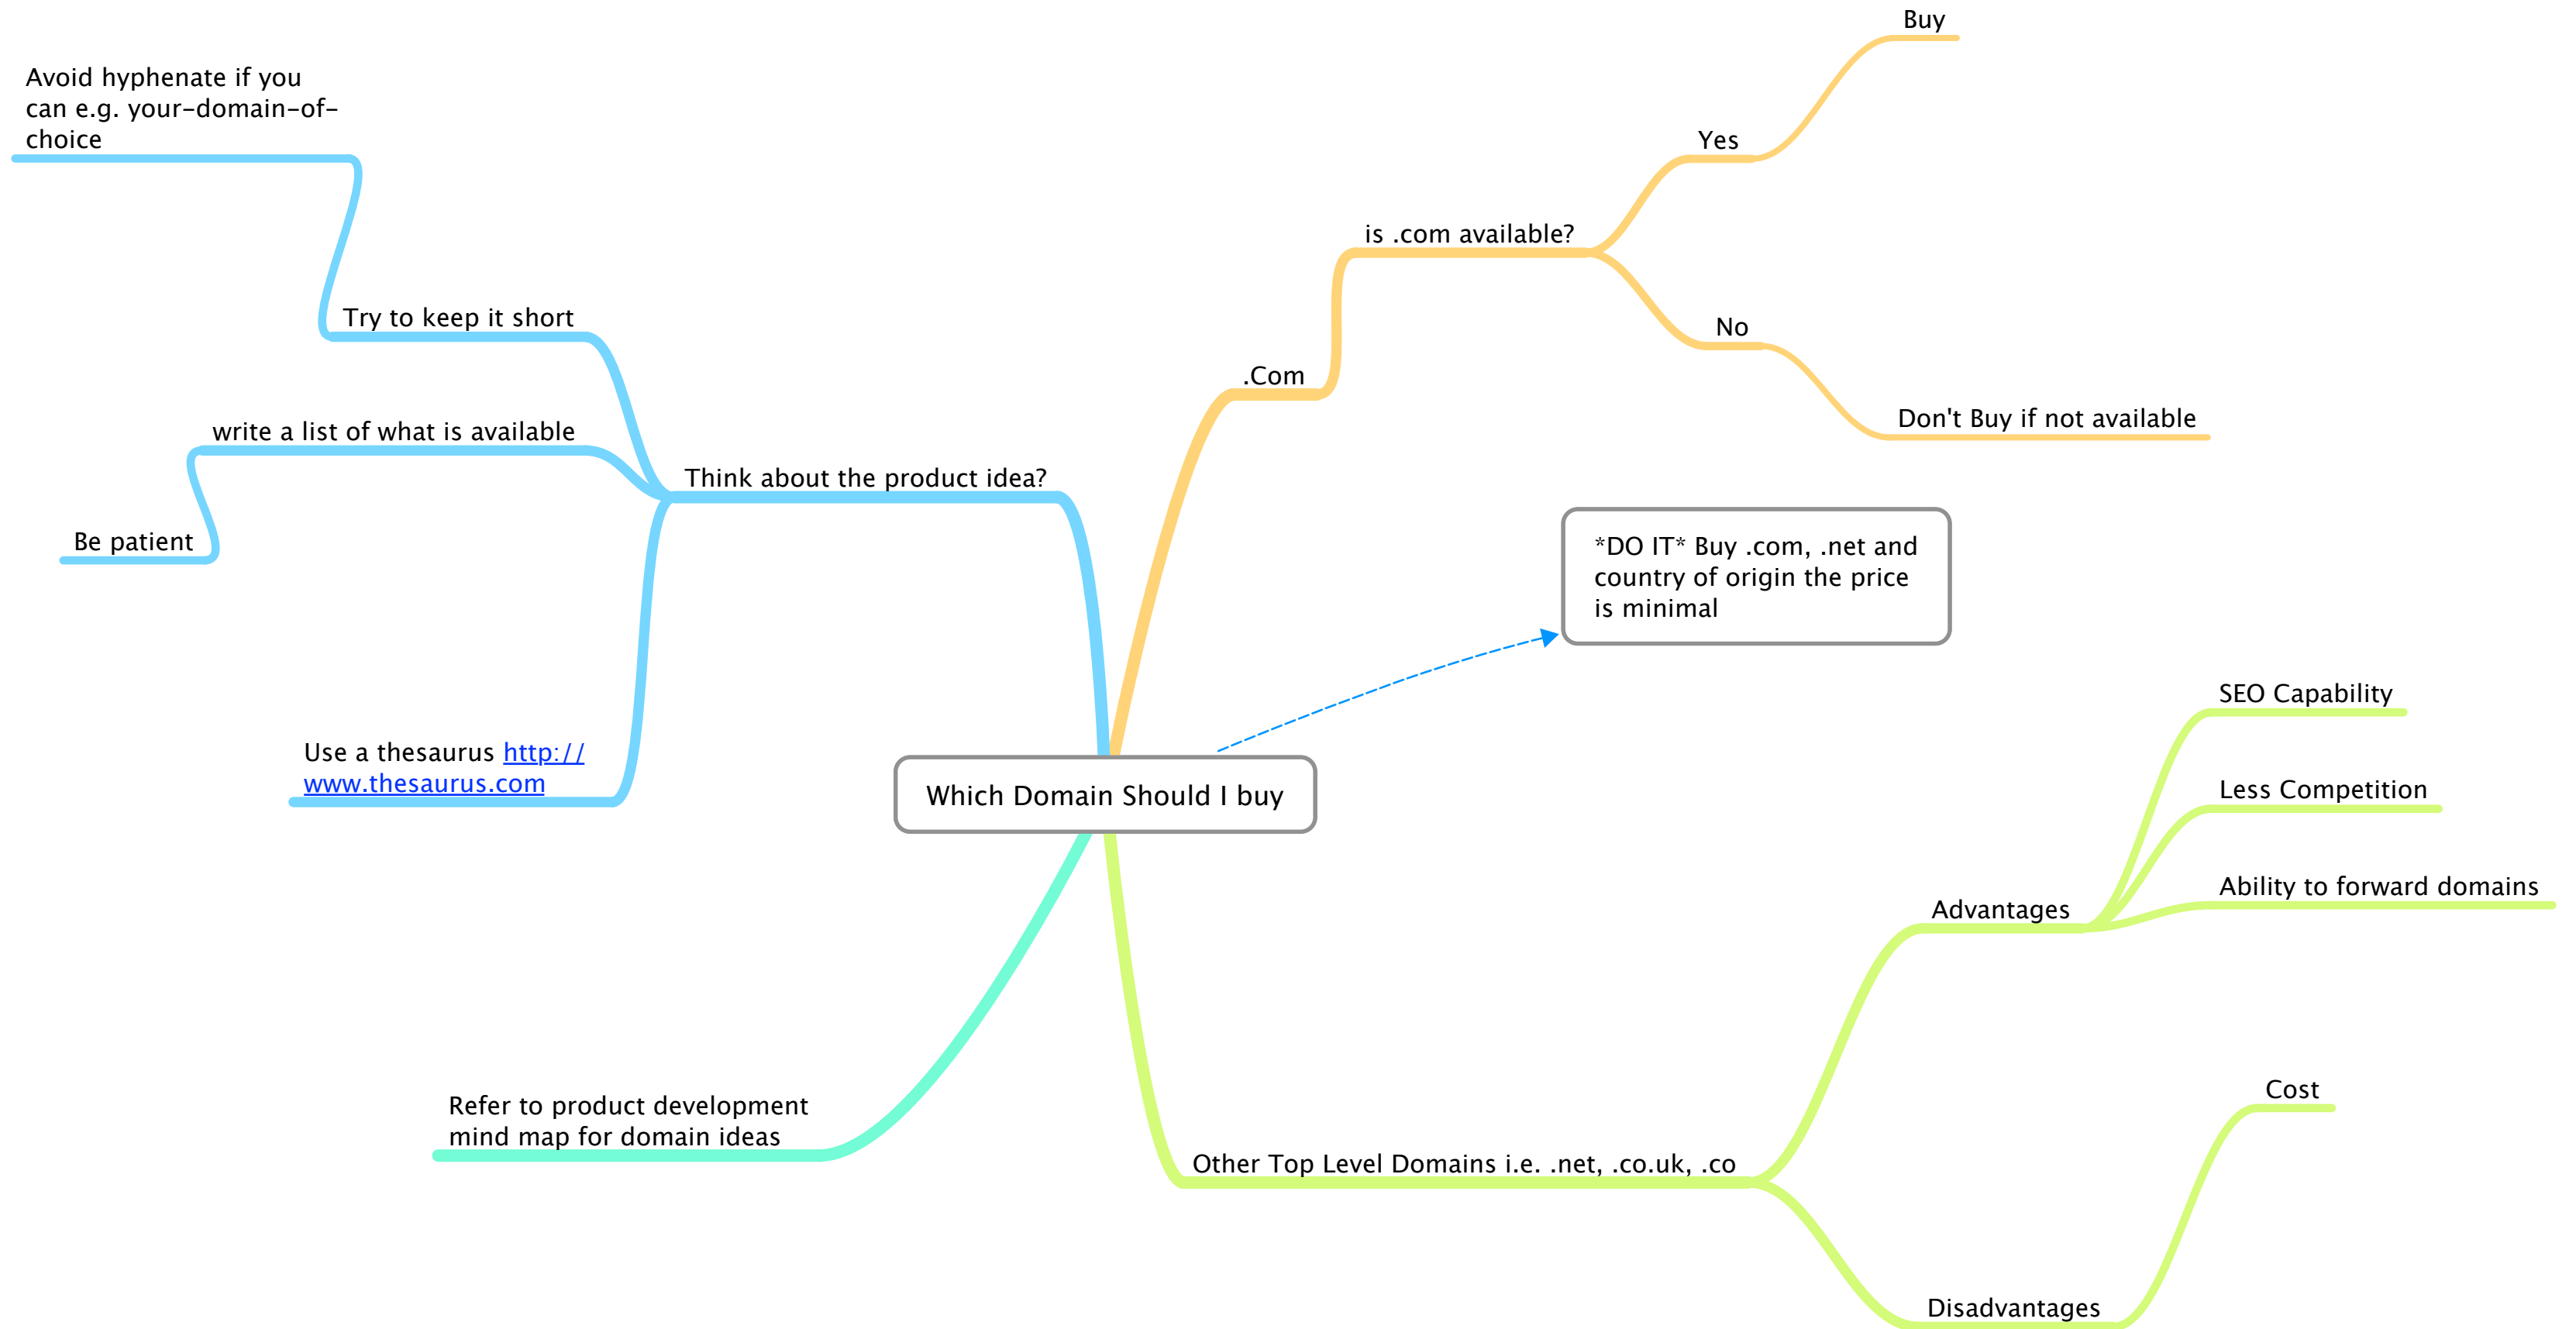 Buy
Avoid hyphenate if you
can e.g. your-domain-of-
choice
Yes
is .com available?
Try to keep it short
No
.Com
Don't Buy if not available
write a list of what is available
Think about the product idea?
Be patient
*DO IT* Buy .com, .net and
country of origin the price
is minimal
SEO Capability
Use a thesaurus http://
www.thesaurus.com
Which Domain Should I buy
Less Competition
Ability to forward domains
Advantages
Cost
Refer to product development
mind map for domain ideas
Other Top Level Domains i.e. .net, .co.uk, .co
Disadvantages